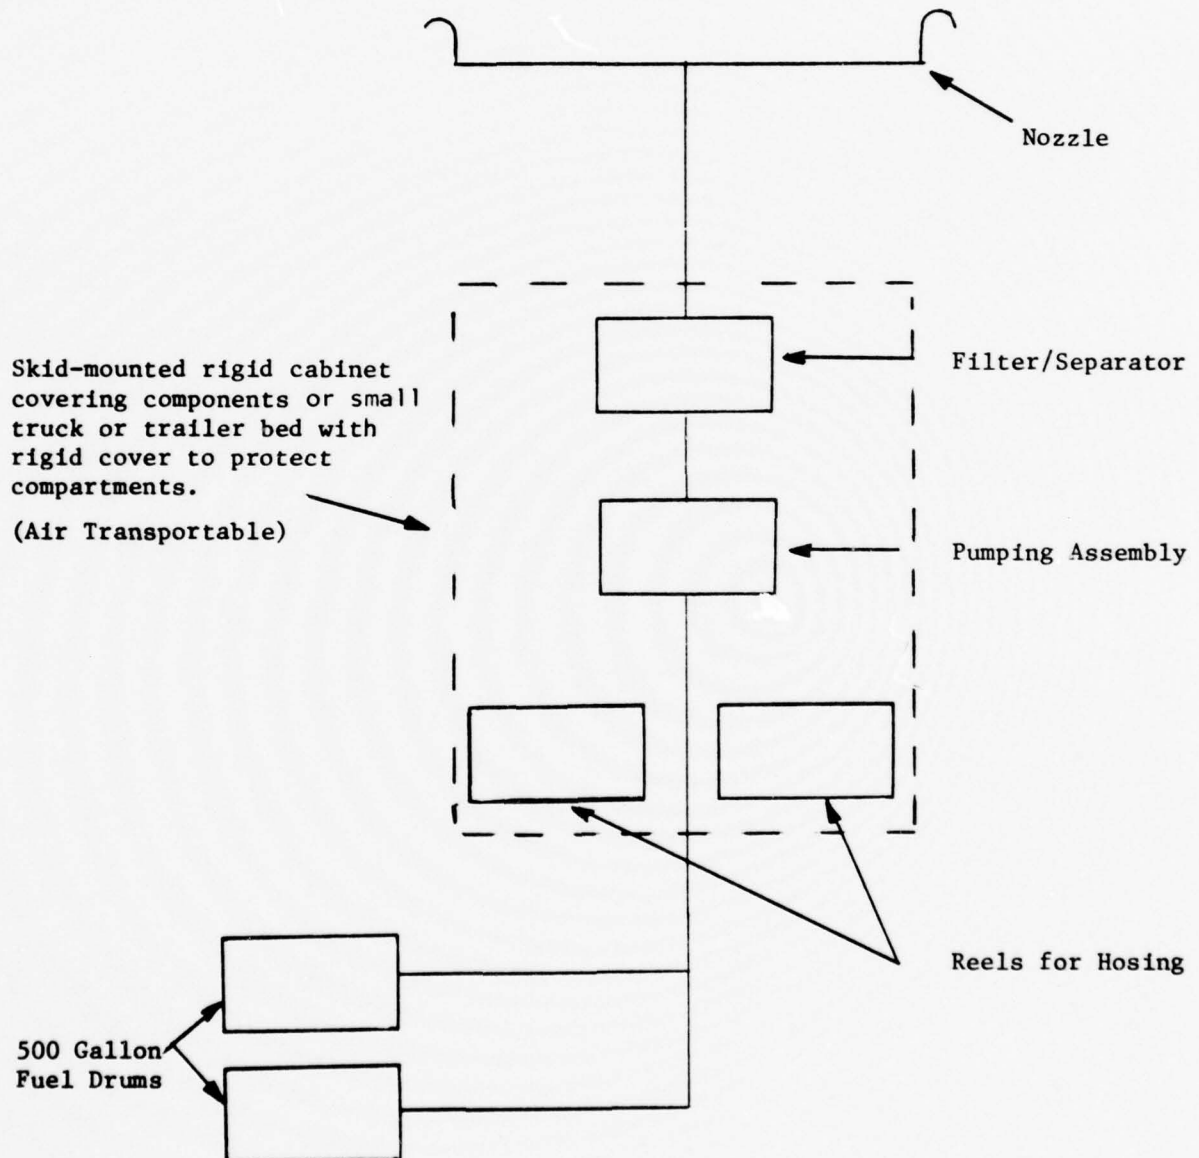 Nozzle
Skid-mounted rigid cabinet
covering components or small
truck or trailer bed with
rigid cover to protect
compartments.
(Air Transportable)
Filter/Separator
Pumping Assembly
Reels for Hosing
500 Gallon
Fuel Drums